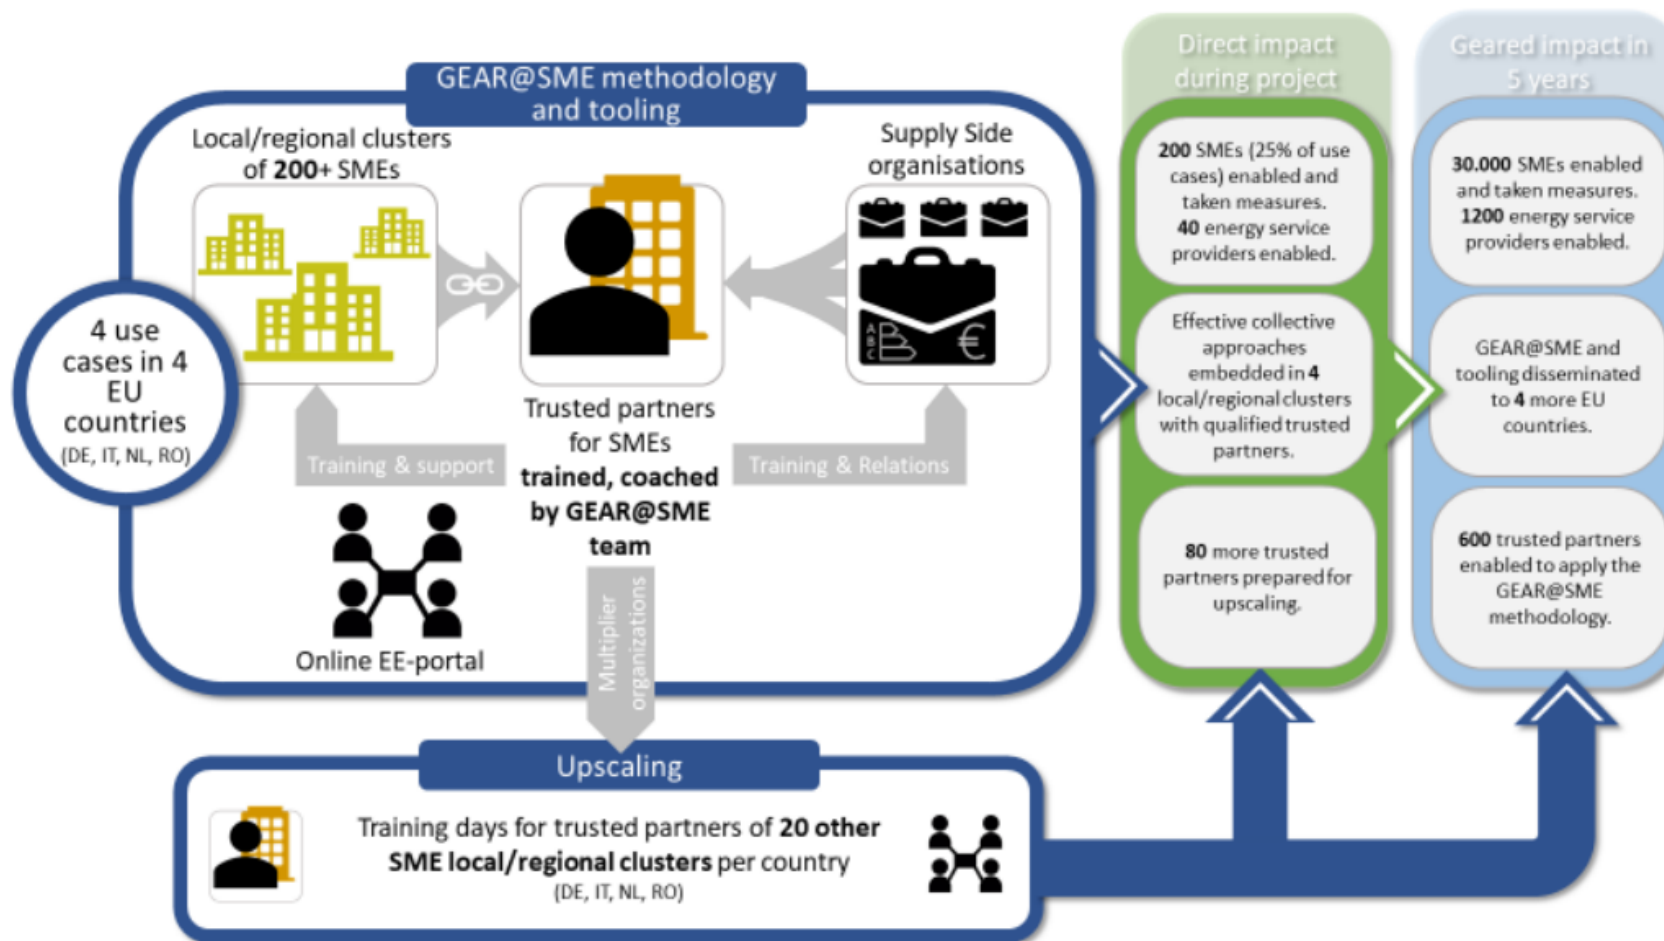 GEAR@SME methodology
and tooling
Local/regional clusters
of 200+ SMEs
Supply Side
organisations
4 use
cases in 4
EU
countries
(DE, IT, NL, RO)
A
B
C
€
Trusted partners
for SMEs
trained, coached
by GEAR@SME
team
Training & support
Training & Relations
Online EE-portal
Multiplier
organizations
Upscaling
Training days for trusted partners of 20 other
SME local/regional clusters per country
(DE, IT, NL, RO)
Direct impact
during project
200 SMEs (25% of use
cases) enabled and
taken measures.
40 energy service
providers enabled.
Effective collective
approaches
embedded in 4
local/regional clusters
with qualified trusted
partners.
80 more trusted
partners prepared for
upscaling.
Geared impact in
5 years
30.000 SMEs enabled
and taken measures.
1200 energy service
providers enabled.
GEAR@SME and
tooling disseminated
to 4 more EU
countries.
600 trusted partners
enabled to apply the
GEAR@SME
methodology.